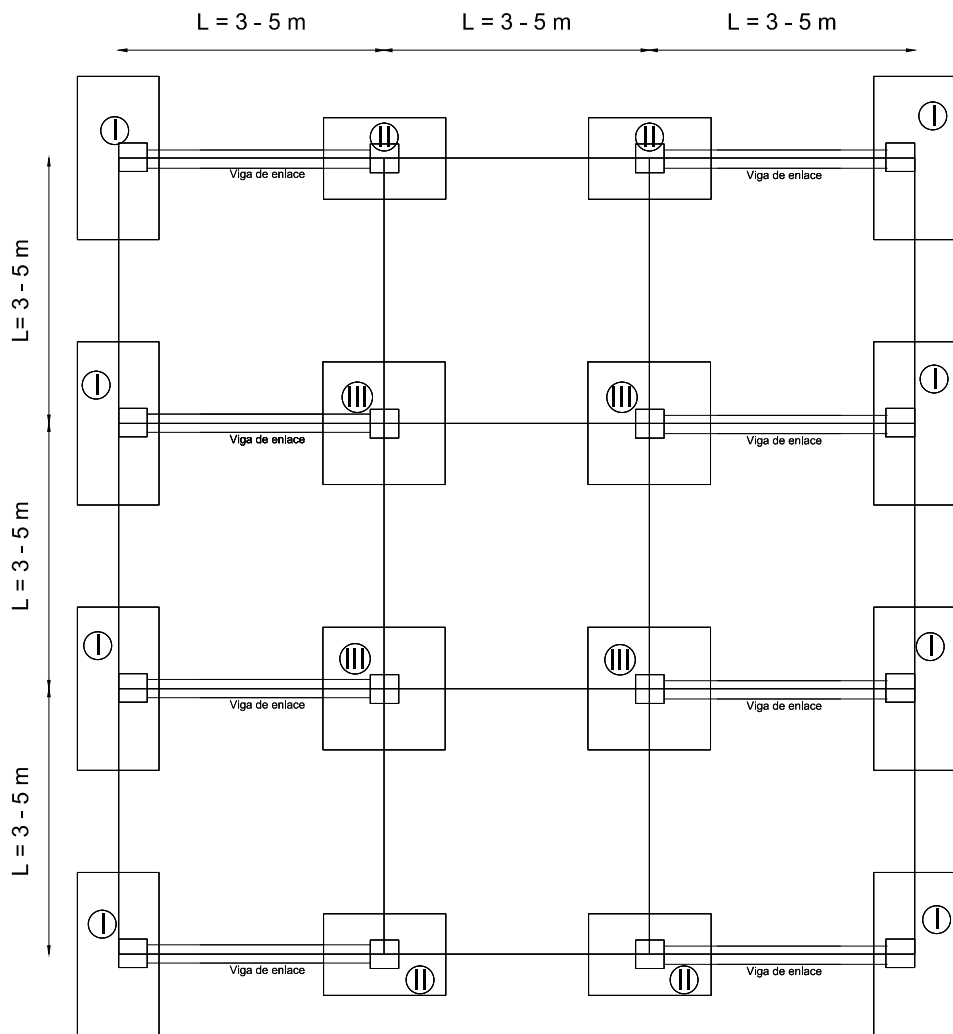 L = 3 - 5 m
L = 3 - 5 m
L = 3 - 5 m
I
II
II
I
Viga de enlace
Viga de enlace
L= 3 - 5 m
I
III
III
I
Viga de enlace
Viga de enlace
L = 3 - 5 m
I
III
III
I
Viga de enlace
Viga de enlace
L = 3 - 5 m
I
I
Viga de enlace
Viga de enlace
II
II